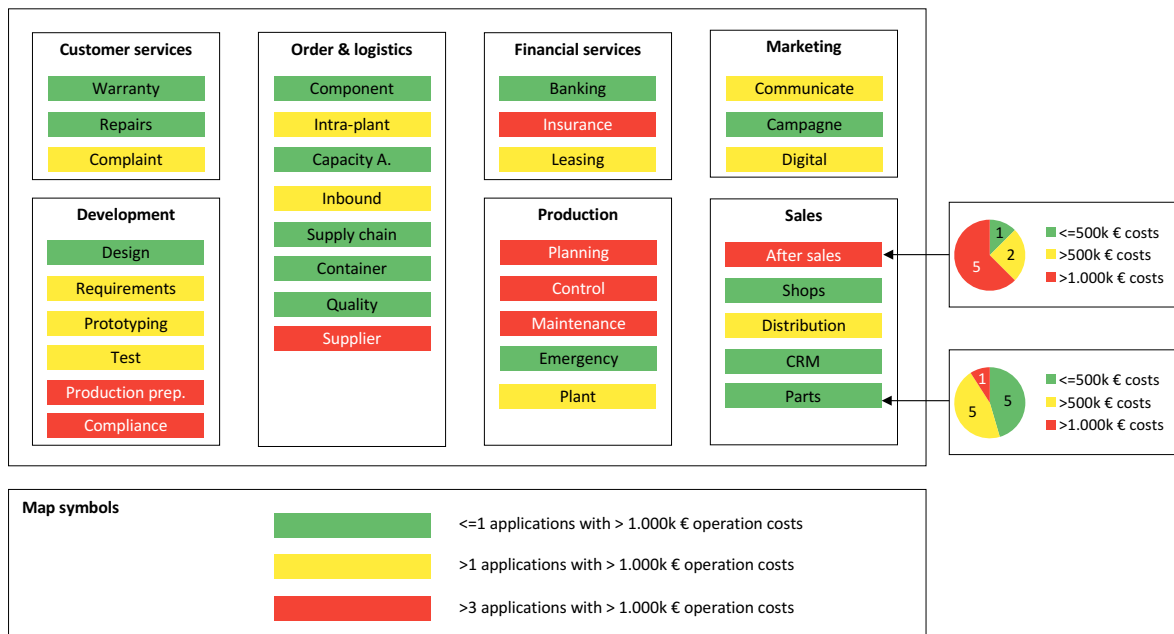 Customer services
Warranty
Repairs
Complaint
Order & logistics
Component
Intra-plant
Capacity A.
Inbound
Supply chain
Container
Quality
Supplier
Financial services
Banking
Insurance
Leasing
Marketing
Communicate
Campagne
Digital
Development
Design
Requirements
Prototyping
Test
Production prep.
Compliance
Production
Planning
Control
Maintenance
Emergency
Plant
Sales
After sales
Shops
Distribution
CRM
Parts
1
2
5
<=500k € costs
>500k € costs
>1.000k € costs
1
5
5
<=500k € costs
>500k € costs
>1.000k € costs
Map symbols
<=1 applications with > 1.000k € operation costs
>1 applications with > 1.000k € operation costs
>3 applications with > 1.000k € operation costs